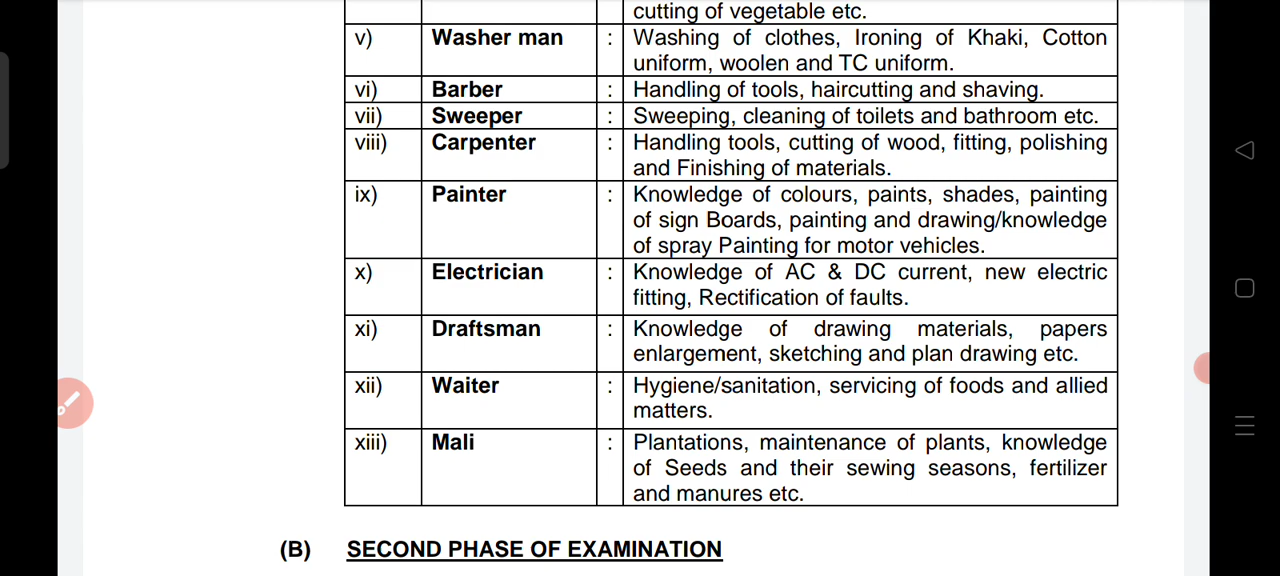 cutting of vegetable etc.
v) Washer man : Washing of clothes, Ironing of Khaki, Cotton
uniform, woolen and TC uniform.
vi) Barber : Handling of tools, haircutting and shaving.
vii) Sweeper : Sweeping, cleaning of toilets and bathroom etc.
viii) Carpenter : Handling tools, cutting of wood, fitting, polishing
and Finishing of materials.
ix) Painter : Knowledge of colours, paints, shades, painting
of sign Boards, painting and drawing/knowledge
of spray Painting for motor vehicles.
x) Electrician : Knowledge of AC & DC current, new electric
fitting, Rectification of faults.
xi) Draftsman : Knowledge of drawing materials, papers
enlargement, sketching and plan drawing etc.
xii) Waiter : Hygiene/sanitation, servicing of foods and allied
matters.
xiii) Mali : Plantations, maintenance of plants, knowledge
of Seeds and their sewing seasons, fertilizer
and manures etc.
(B) SECOND PHASE OF EXAMINATION